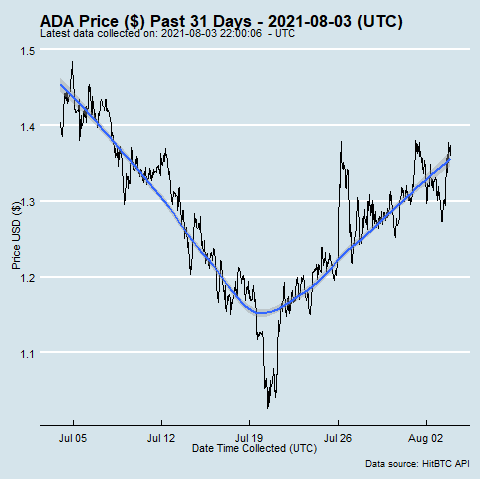 ADA Price ($) Past 31 Days - 2021-08-03 (UTC)
Latest data collected on: 2021-08-03 22:00:06 - UTC
1.5
1.4
1.3
1.2
1.1
Price USD ($)
Jul 05 Jul 12 Jul 19 Jul 26 Aug 02
Date Time Collected (UTC)
Data source: HitBTC API